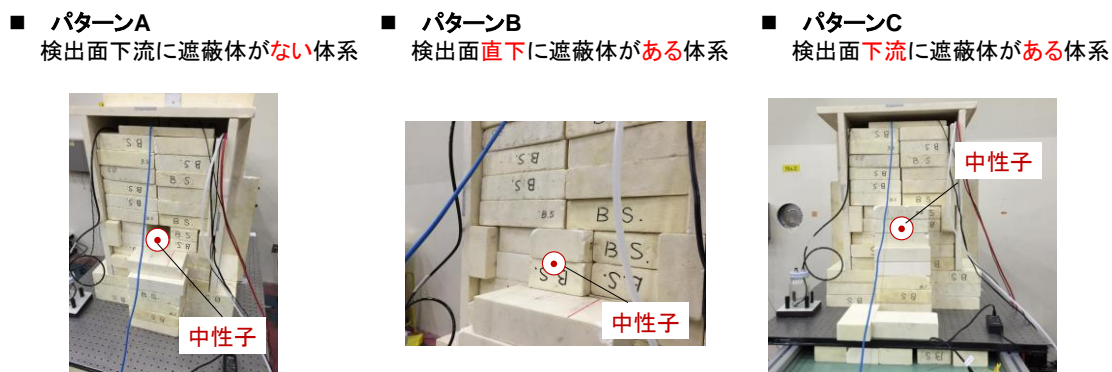 ■ パターンA
検出面下流に遮蔽体がない体系
■ パターンB
検出面直下に遮蔽体がある体系
■ パターンC
検出面下流に遮蔽体がある体系
中性子
中性子
中性子
B.S.
B.S.
B.S.
B S.
B S.
B.S.
B.S.